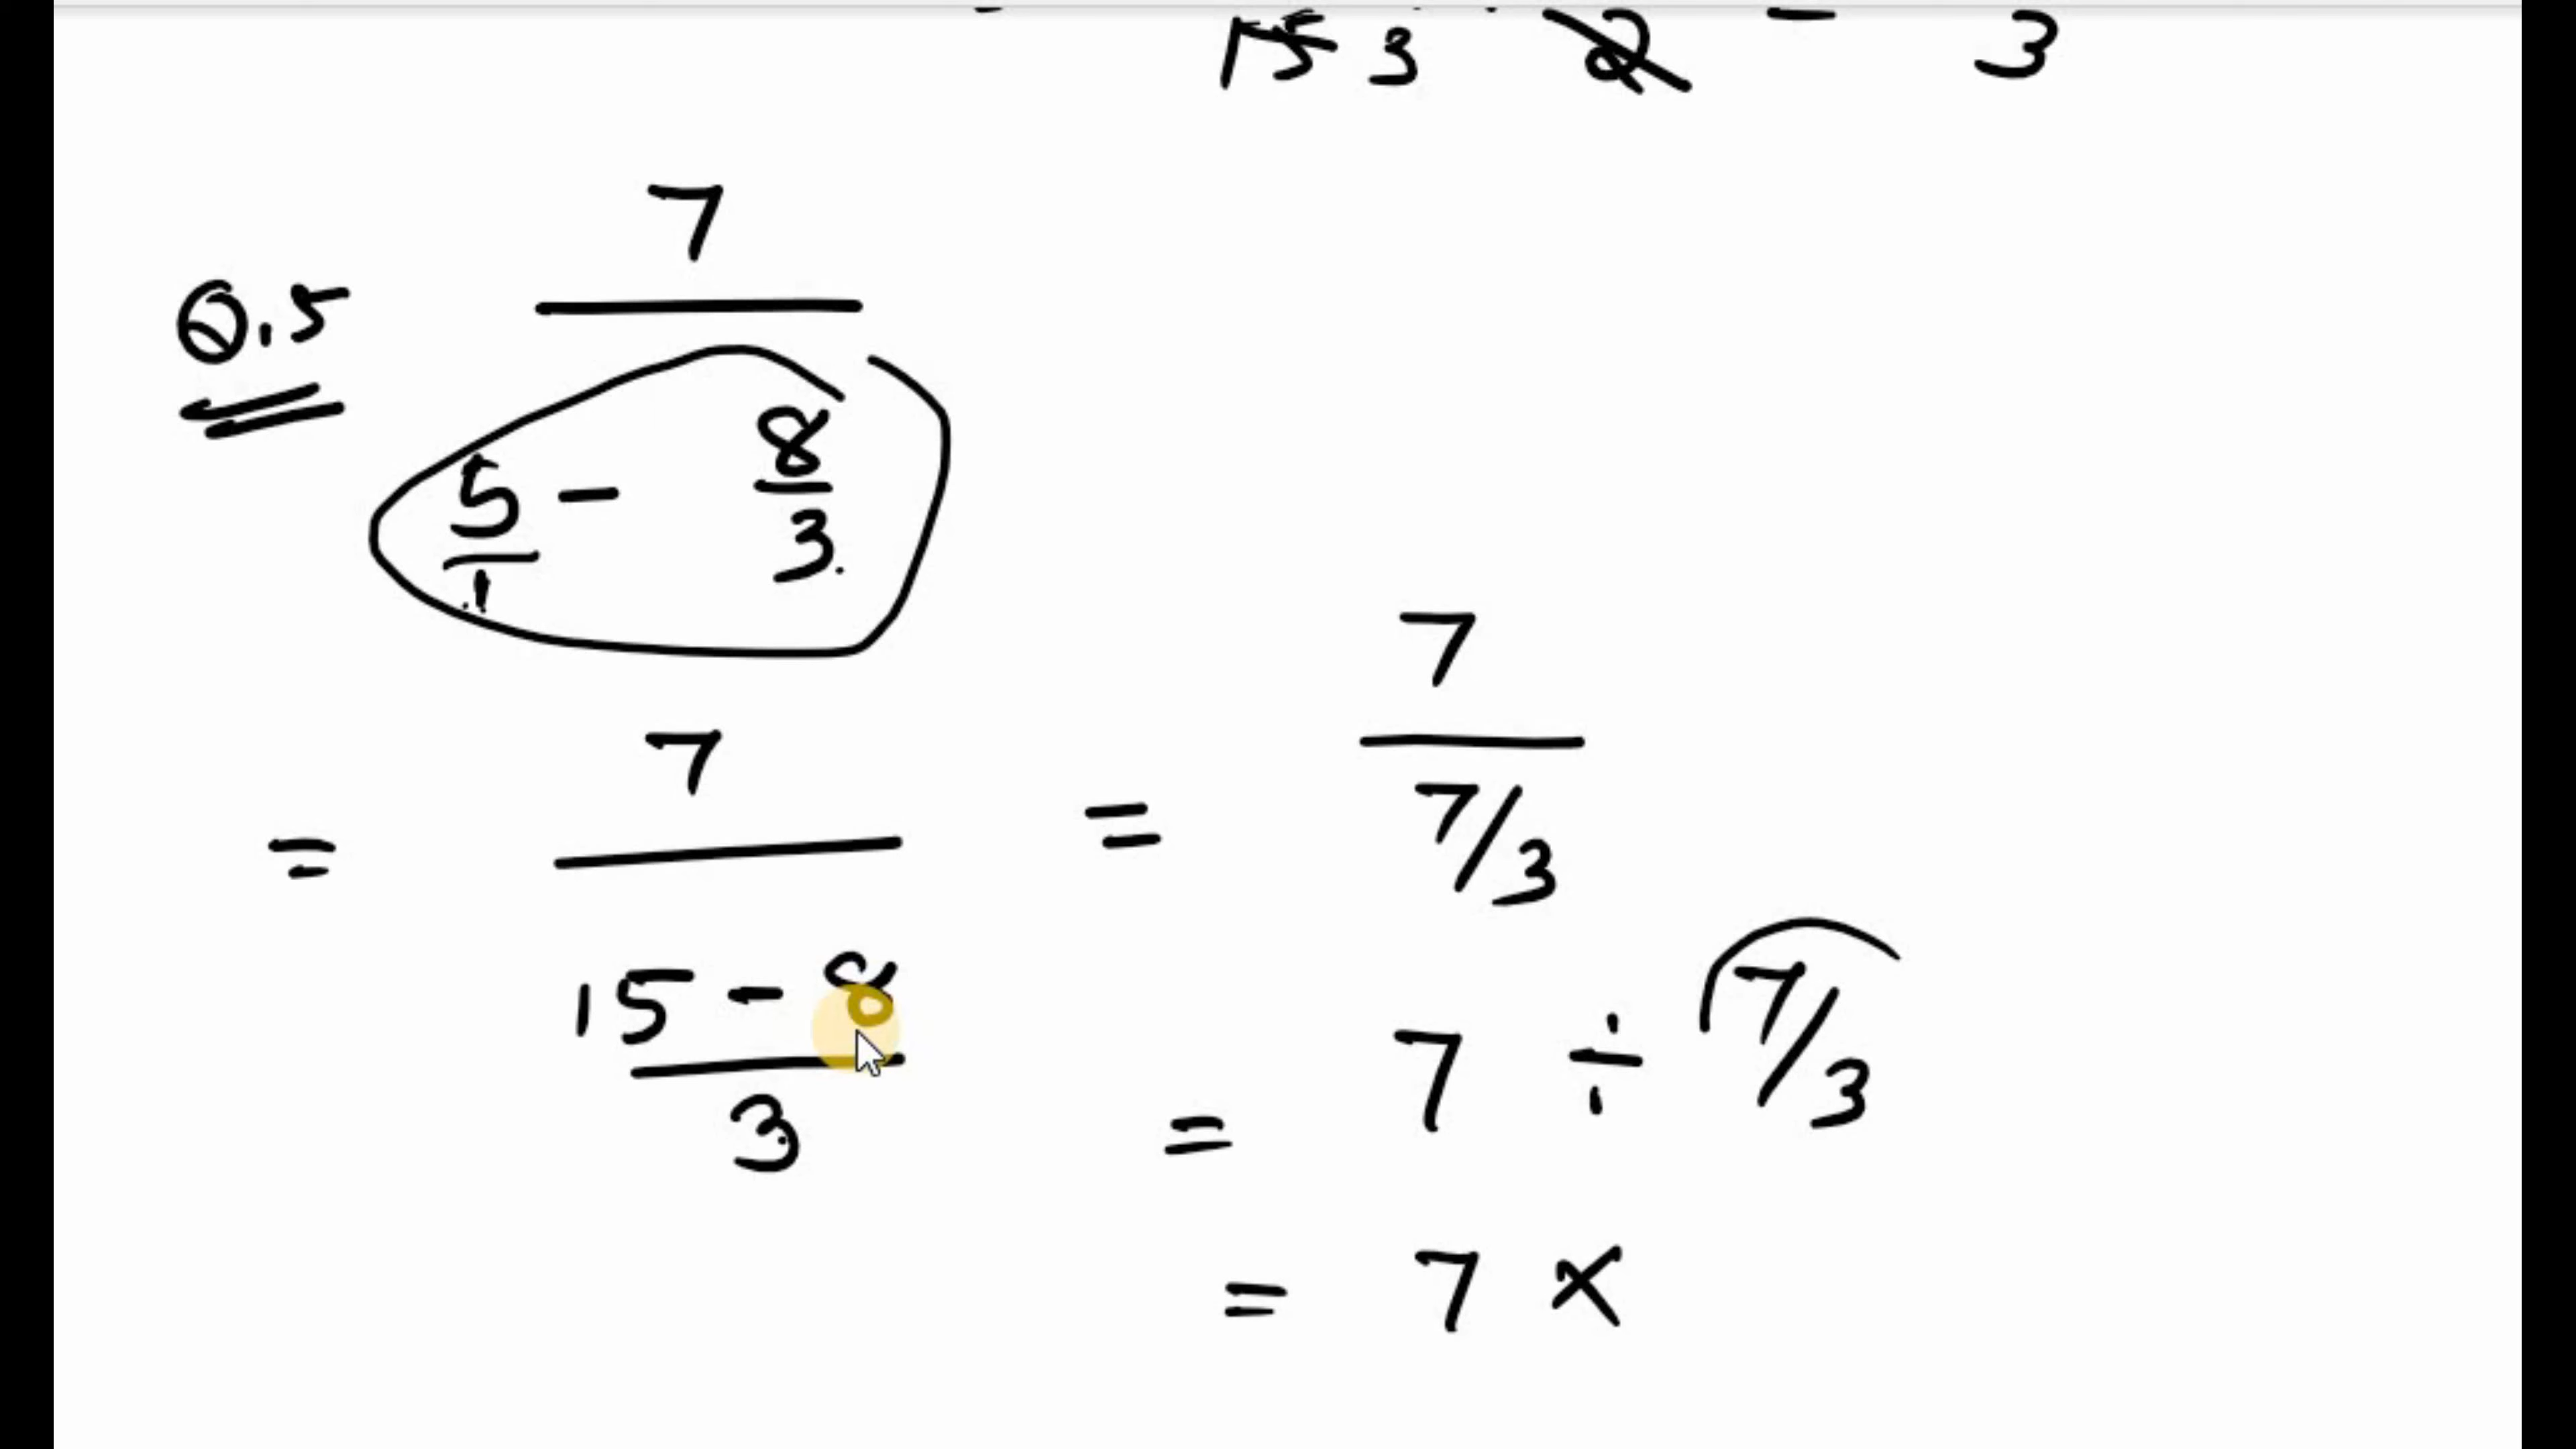 15 3 2 - 3
Q.5
7
5/1 - 8/3
= 7
15 - 8
3
= 7
7/3
= 7 ÷ 7/3
= 7 ×